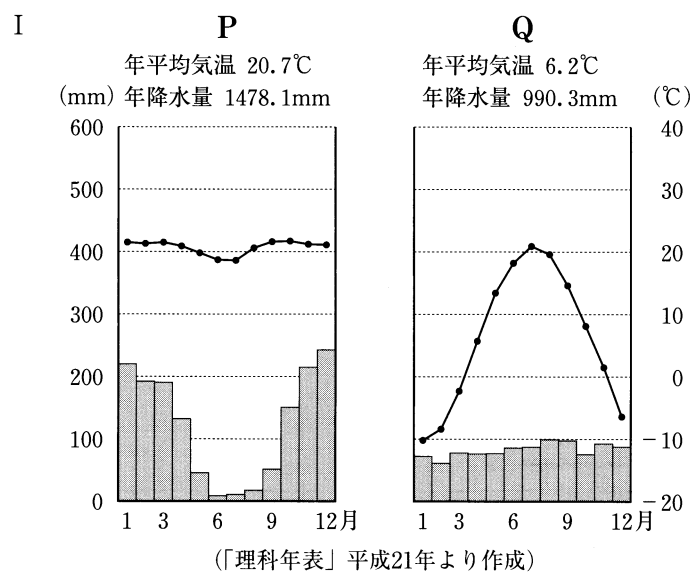 I
P
年平均気温 20.7℃
年降水量 1478.1mm
Q
年平均気温 6.2℃
年降水量 990.3mm
(mm)
600
500
400
300
200
100
0
(℃)
40
30
20
10
0
−10
−20
1 3 6 9 12月
1 3 6 9 12月
(「理科年表」平成21年より作成)